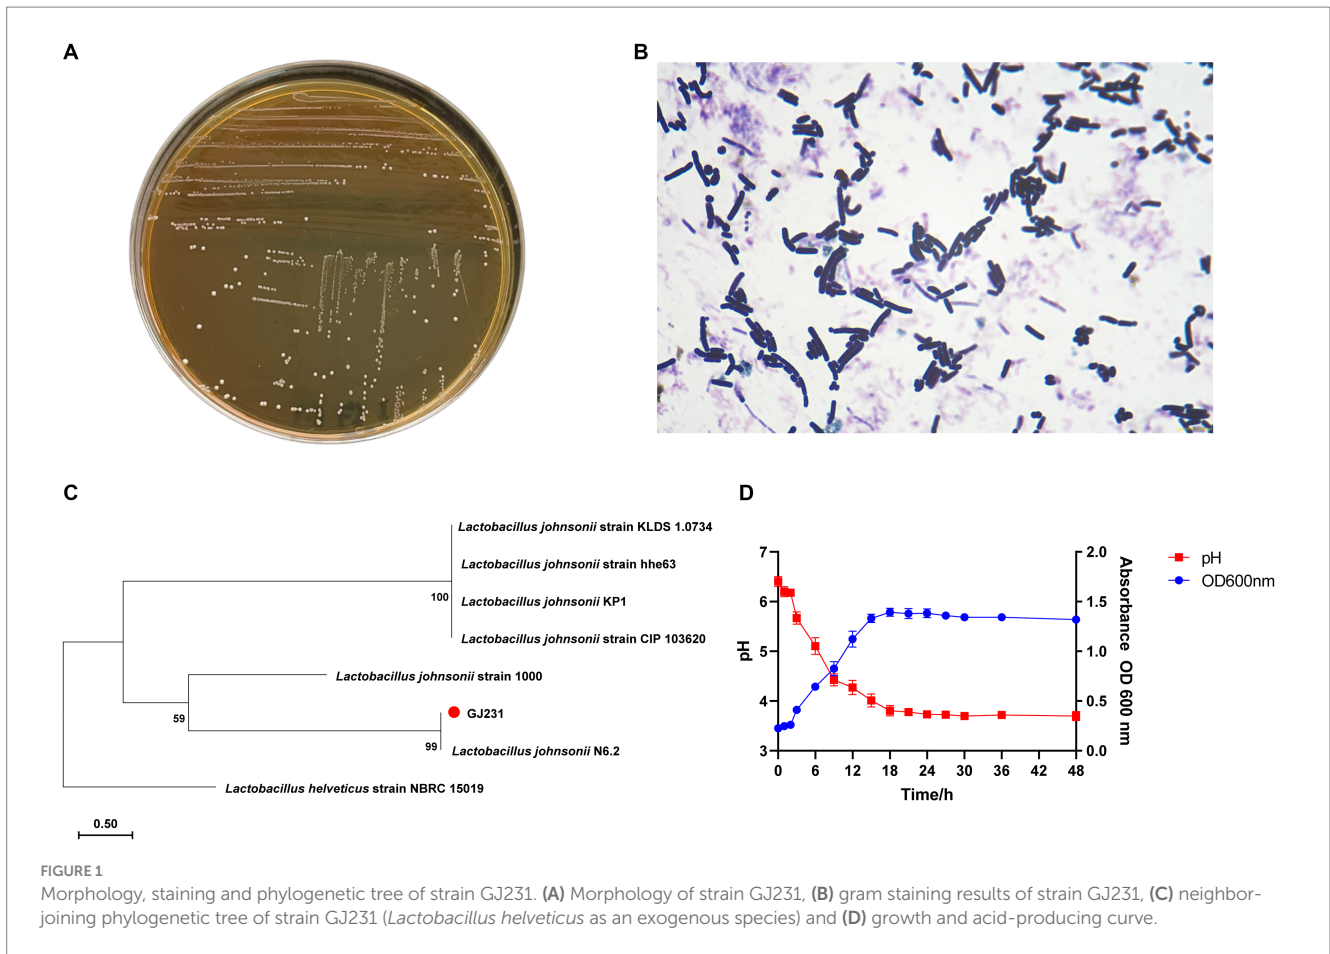 A
B
C
Lactobacillus johnsonii strain KLDS 1.0734
Lactobacillus johnsonii strain hhe63
100
Lactobacillus johnsonii KP1
Lactobacillus johnsonii strain CIP 103620
Lactobacillus johnsonii strain 1000
59
GJ231
99
Lactobacillus johnsonii N6.2
Lactobacillus helveticus strain NBRC 15019
0.50
D
7
6
5
4
3
pH
2.0
1.5
1.0
0.5
0.0
Absorbance OD 600 nm
0 6 12 18 24 30 36 42 48
Time/h
pH
OD600nm
FIGURE 1
Morphology, staining and phylogenetic tree of strain GJ231. (A) Morphology of strain GJ231, (B) gram staining results of strain GJ231, (C) neighbor-
joining phylogenetic tree of strain GJ231 (Lactobacillus helveticus as an exogenous species) and (D) growth and acid-producing curve.